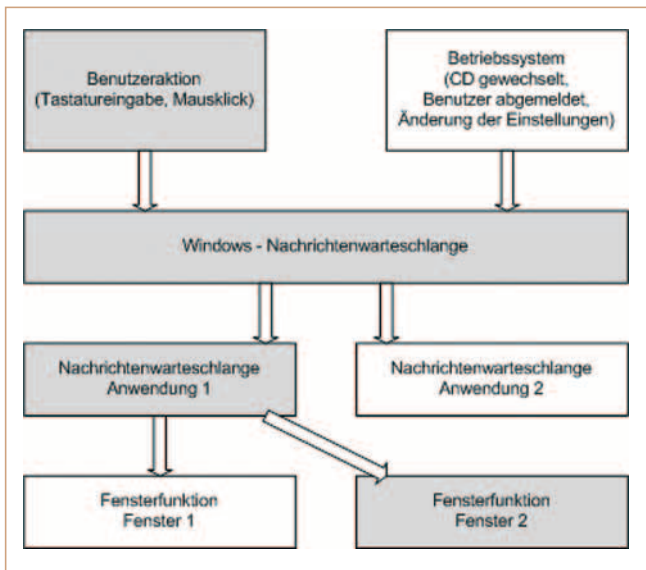 Benutzeraktion
(Tastatureingabe, Mausklick)
Betriebssystem
(CD gewechselt,
Benutzer abgemeldet,
Änderung der Einstellungen)
Windows - Nachrichtenwarteschlange
Nachrichtenwarteschlange
Anwendung 1
Nachrichtenwarteschlange
Anwendung 2
Fensterfunktion
Fenster 1
Fensterfunktion
Fenster 2